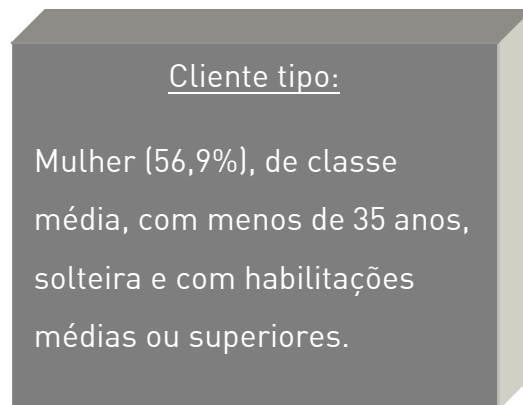 Cliente tipo:
Mulher (56,9%), de classe
média, com menos de 35 anos,
solteira e com habilitações
médias ou superiores.